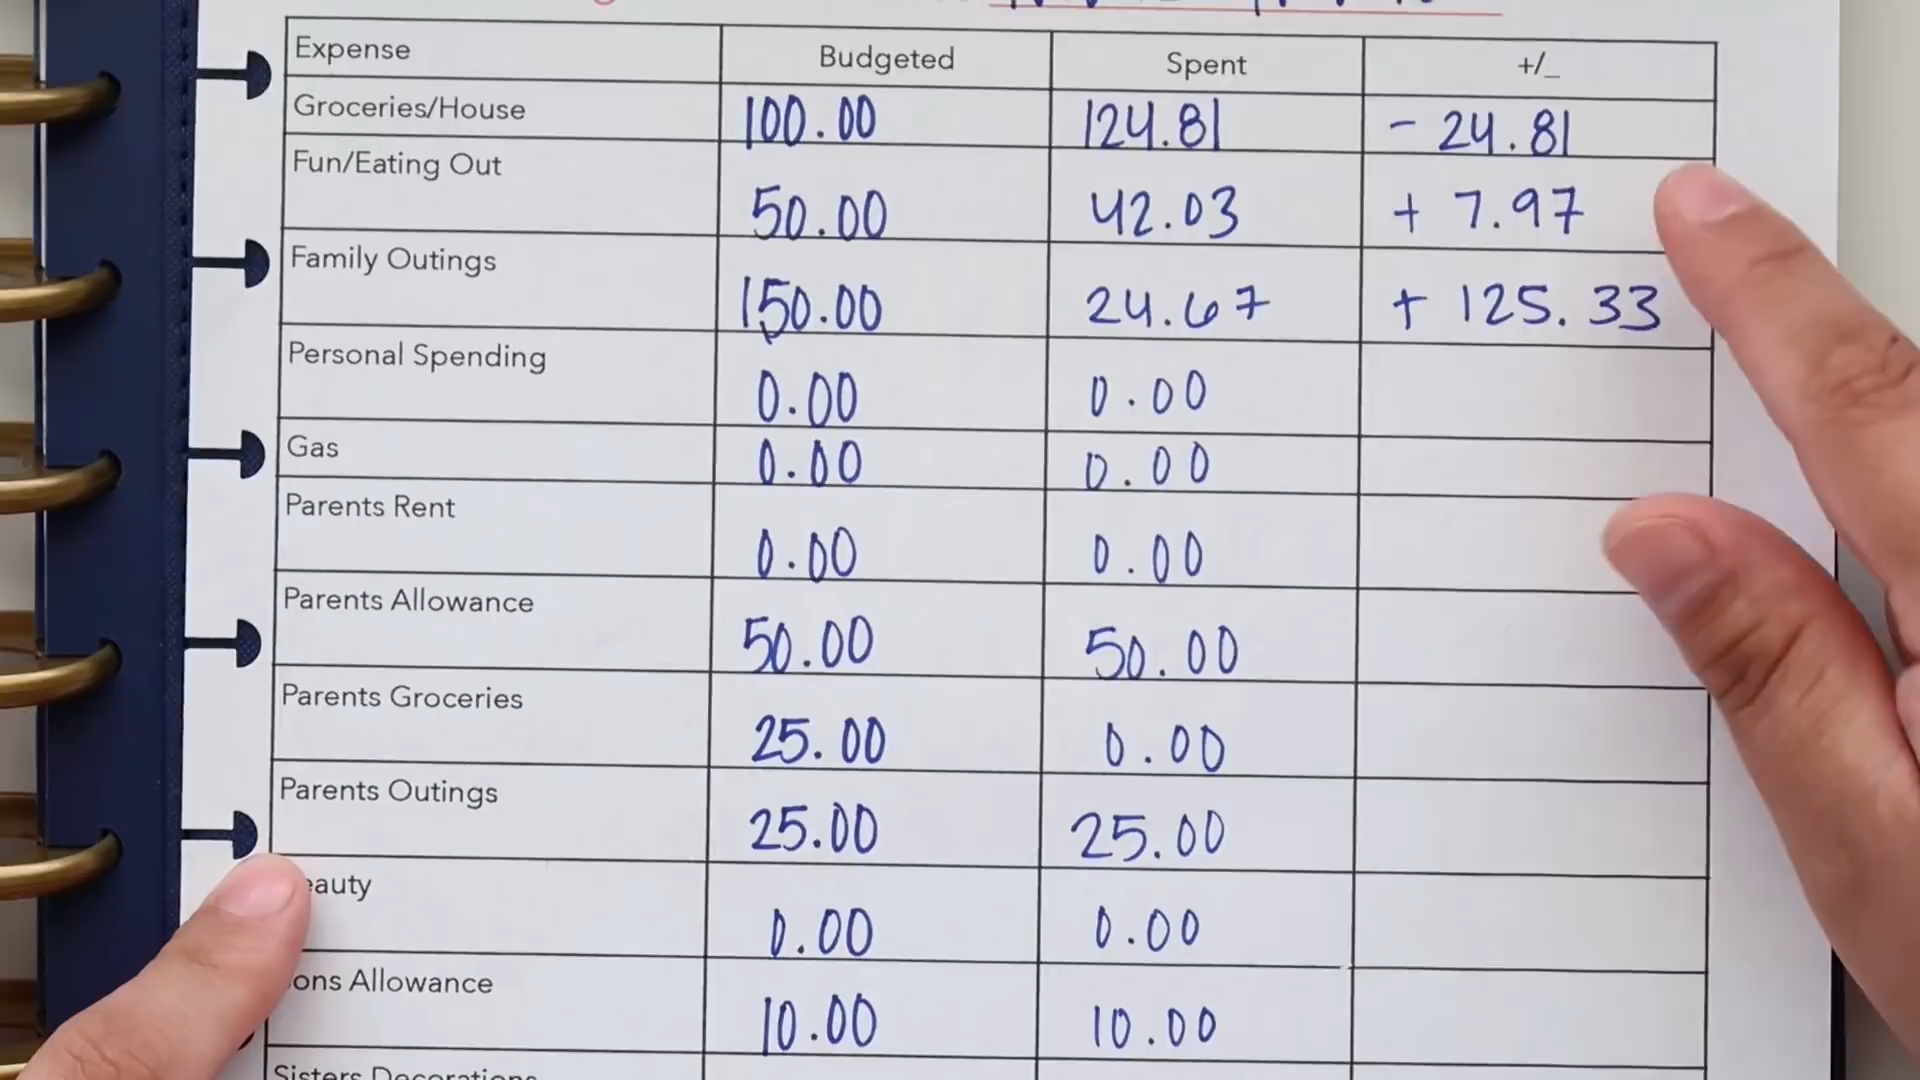 Expense Budgeted Spent +/_
Groceries/House 100.00 124.81 - 24.81
Fun/Eating Out 50.00 42.03 + 7.97
Family Outings 150.00 24.67 + 125.33
Personal Spending 0.00 0.00
Gas 0.00 0.00
Parents Rent 0.00 0.00
Parents Allowance 50.00 50.00
Parents Groceries 25.00 0.00
Parents Outings 25.00 25.00
eauty 0.00 0.00
ons Allowance 10.00 10.00
Sisters Decorations